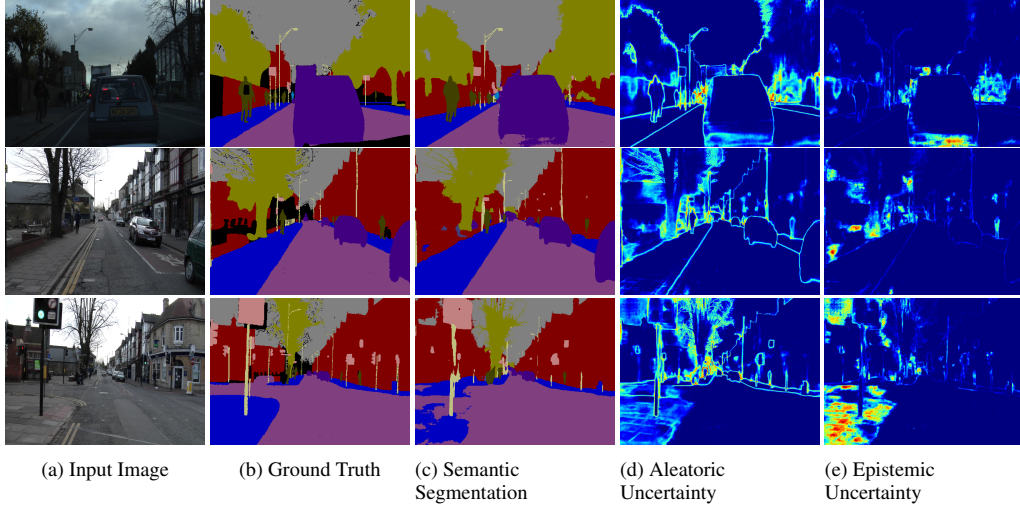 (a) Input Image
(b) Ground Truth
(c) Semantic
Segmentation
(d) Aleatoric
Uncertainty
(e) Epistemic
Uncertainty